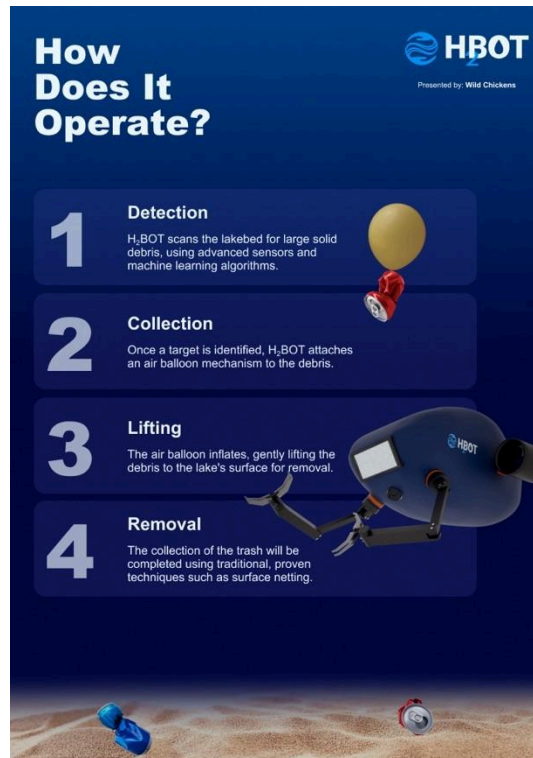 How
Does It
Operate?
H₂BOT
Presented by: Wild Chickens
1
Detection
H₂BOT scans the lakebed for large solid
debris, using advanced sensors and
machine learning algorithms.
2
Collection
Once a target is identified, H₂BOT attaches
an air balloon mechanism to the debris.
3
Lifting
The air balloon inflates, gently lifting the
debris to the lake's surface for removal.
HBOT
4
Removal
The collection of the trash will be
completed using traditional, proven
techniques such as surface netting.